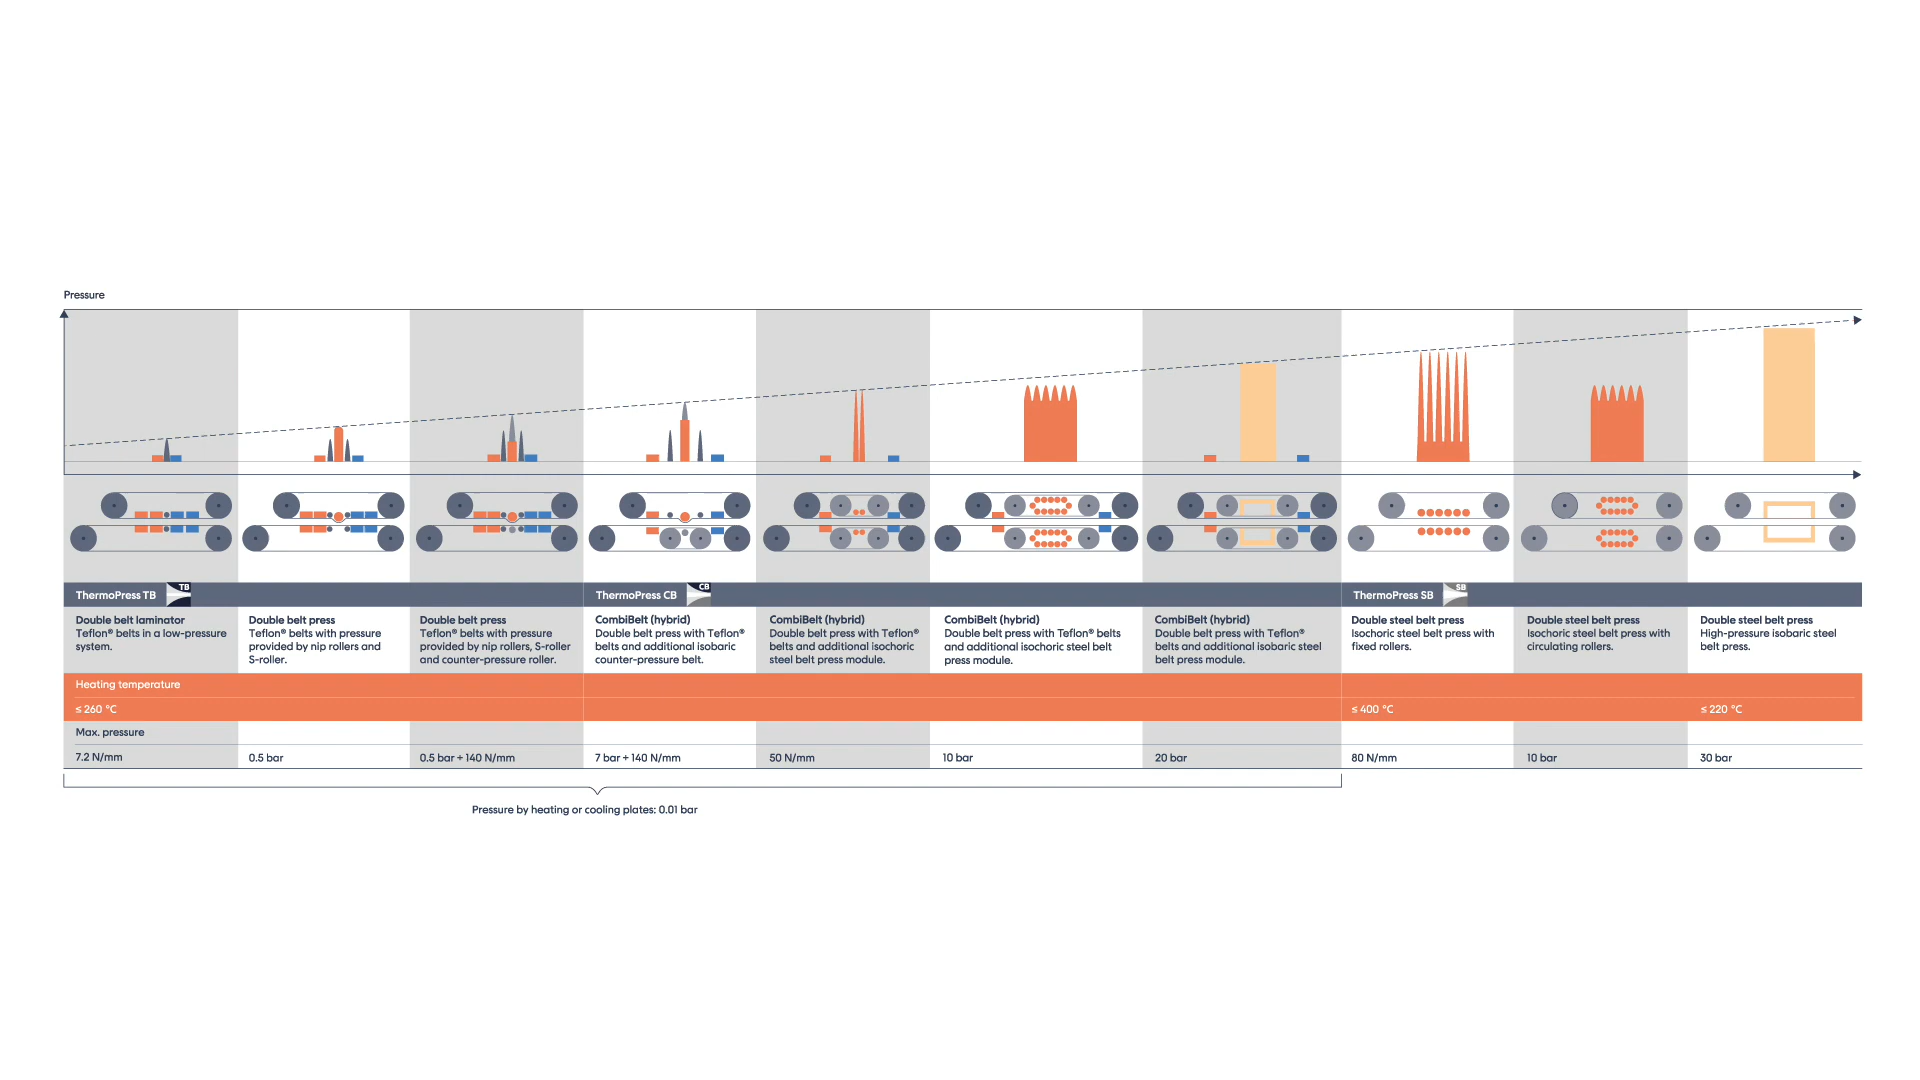 Pressure
ThermoPress TB
TB
ThermoPress CB
CB
ThermoPress SB
SB
Double belt laminator
Teflon® belts in a low-pressure
system.
Double belt press
Teflon® belts with pressure
provided by nip rollers and
S-roller.
Double belt press
Teflon® belts with pressure
provided by nip rollers, S-roller
and counter-pressure roller.
CombiBelt (hybrid)
Double belt press with Teflon®
belts and additional isobaric
counter-pressure belt.
CombiBelt (hybrid)
Double belt press with Teflon®
belts and additional isochoric
steel belt press module.
CombiBelt (hybrid)
Double belt press with Teflon® belts
and additional isochoric steel belt
press module.
CombiBelt (hybrid)
Double belt press with Teflon®
belts and additional isobaric steel
belt press module.
Double steel belt press
Isochoric steel belt press with
fixed rollers.
Double steel belt press
Isochoric steel belt press with
circulating rollers.
Double steel belt press
High-pressure isobaric steel
belt press.
Heating temperature
≤ 260 °C
≤ 400 °C
≤ 220 °C
Max. pressure
7.2 N/mm
0.5 bar
0.5 bar + 140 N/mm
7 bar + 140 N/mm
50 N/mm
10 bar
20 bar
80 N/mm
10 bar
30 bar
Pressure by heating or cooling plates: 0.01 bar